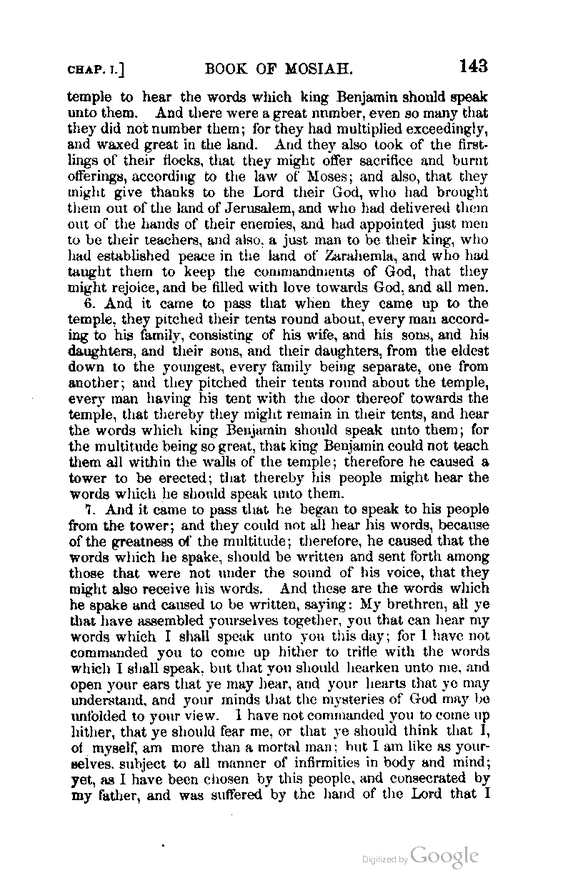 CHAP. I.] BOOK OF MOSIAH. 143
temple to hear the words which king Benjamin should speak
unto them. And there were a great number, even so many that
they did not number them; for they had multiplied exceedingly,
and waxed great in the land. And they also took of the first-
lings of their flocks, that they might offer sacrifice and burnt
offerings, according to the law of Moses; and also, that they
might give thanks to the Lord their God, who had brought
them out of the land of Jerusalem, and who had delivered them
out of the hands of their enemies, and had appointed just men
to be their teachers, and also, a just man to be their king, who
had established peace in the land of Zarahemla, and who had
taught them to keep the commandments of God, that they
might rejoice, and be filled with love towards God, and all men.
6. And it came to pass that when they came up to the
temple, they pitched their tents round about, every man accord-
ing to his family, consisting of his wife, and his sons, and his
daughters, and their sons, and their daughters, from the eldest
down to the youngest, every family being separate, one from
another; and they pitched their tents round about the temple,
every man having his tent with the door thereof towards the
temple, that thereby they might remain in their tents, and hear
the words which king Benjamin should speak unto them; for
the multitude being so great, that king Benjamin could not teach
them all within the walls of the temple; therefore he caused a
tower to be erected; that thereby his people might hear the
words which he should speak unto them.
7. And it came to pass that he began to speak to his people
from the tower; and they could not all hear his words, because
of the greatness of the multitude; therefore, he caused that the
words which he spake, should be written and sent forth among
those that were not under the sound of his voice, that they
might also receive his words. And these are the words which
he spake and caused to be written, saying: My brethren, all ye
that have assembled yourselves together, you that can hear my
words which I shall speak unto you this day; for I have not
commanded you to come up hither to trifle with the words
which I shall speak, but that you should hearken unto me, and
open your ears that ye may hear, and your hearts that ye may
understand, and your minds that the mysteries of God may be
unfolded to your view. I have not commanded you to come up
hither, that ye should fear me, or that ye should think that I,
of myself, am more than a mortal man; but I am like as your-
selves, subject to all manner of infirmities in body and mind;
yet, as I have been chosen by this people, and consecrated by
my father, and was suffered by the hand of the Lord that I
Digitized by Google